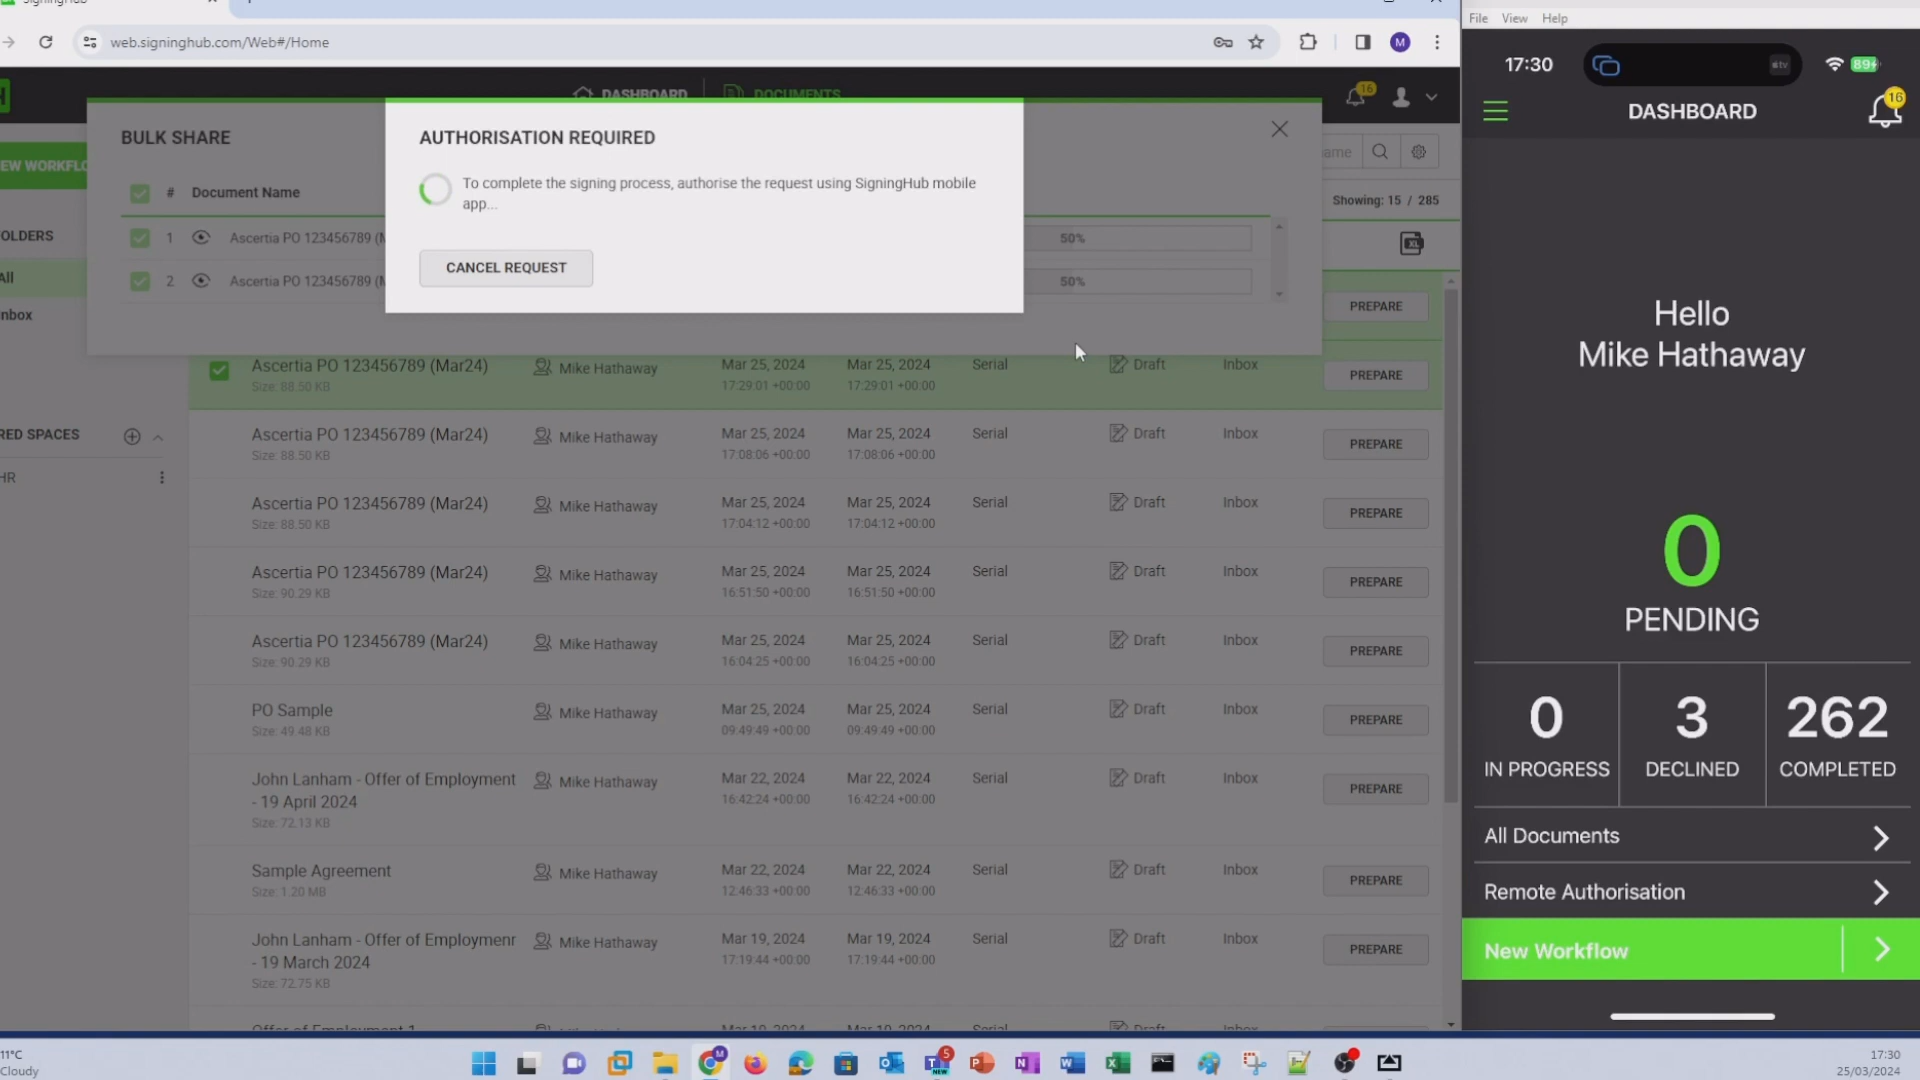 SigningHub
web.signinghub.com/Web#/Home
M
DASHBOARD
DOCUMENTS
16
BULK SHARE
# Document Name
1 Ascertia PO 123456789 (M
50%
2 Ascertia PO 123456789 (M
50%
AUTHORISATION REQUIRED
To complete the signing process, authorise the request using SigningHub mobile
app...
CANCEL REQUEST
EW WORKFLO
OLDERS
All
nbox
RED SPACES
HR
ame
Showing: 15 / 285
PREPARE
Ascertia PO 123456789 (Mar24) Mike Hathaway Mar 25, 2024 Mar 25, 2024 Serial Draft Inbox PREPARE
Size: 88.50 KB 17:29:01 +00:00 17:29:01 +00:00
Ascertia PO 123456789 (Mar24) Mike Hathaway Mar 25, 2024 Mar 25, 2024 Serial Draft Inbox PREPARE
Size: 88.50 KB 17:08:06 +00:00 17:08:06 +00:00
Ascertia PO 123456789 (Mar24) Mike Hathaway Mar 25, 2024 Mar 25, 2024 Serial Draft Inbox PREPARE
Size: 88.50 KB 17:04:12 +00:00 17:04:12 +00:00
Ascertia PO 123456789 (Mar24) Mike Hathaway Mar 25, 2024 Mar 25, 2024 Serial Draft Inbox PREPARE
Size: 90.29 KB 16:51:50 +00:00 16:51:50 +00:00
Ascertia PO 123456789 (Mar24) Mike Hathaway Mar 25, 2024 Mar 25, 2024 Serial Draft Inbox PREPARE
Size: 90.29 KB 16:04:25 +00:00 16:04:25 +00:00
PO Sample Mike Hathaway Mar 25, 2024 Mar 25, 2024 Serial Draft Inbox PREPARE
Size: 49.48 KB 09:49:49 +00:00 09:49:49 +00:00
John Lanham - Offer of Employment Mike Hathaway Mar 22, 2024 Mar 22, 2024 Serial Draft Inbox PREPARE
- 19 April 2024 16:42:24 +00:00 16:42:24 +00:00
Size: 72.13 KB
Sample Agreement Mike Hathaway Mar 22, 2024 Mar 22, 2024 Serial Draft Inbox PREPARE
Size: 1.20 MB 12:46:33 +00:00 12:46:33 +00:00
John Lanham - Offer of Employmenr Mike Hathaway Mar 19, 2024 Mar 19, 2024 Serial Draft Inbox PREPARE
- 19 March 2024 17:19:44 +00:00 17:19:44 +00:00
Size: 72.75 KB
Offer of Employment 1 Mar 19, 2024 Mar 19, 2024 Serial Draft Inbox
11°C
Cloudy
5
NEW
M
17:30
25/03/2024
File View Help
17:30
tv
89
DASHBOARD
16
Hello
Mike Hathaway
0
PENDING
0
IN PROGRESS
3
DECLINED
262
COMPLETED
All Documents
Remote Authorisation
New Workflow